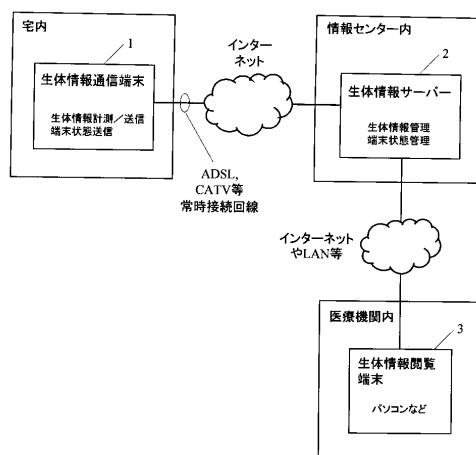 宅内
1
生体情報通信端末
生体情報計測／送信
端末状態送信
インター
ネット
ADSL,
CATV等
常時接続回線
情報センター内
2
生体情報サーバー
生体情報管理
端末状態管理
インターネット
やLAN等
医療機関内
3
生体情報閲覧
端末
パソコンなど